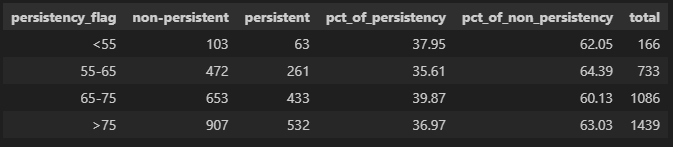 persistency_flag non-persistent persistent pct_of_persistency pct_of_non_persistency total
<55 103 63 37.95 62.05 166
55-65 472 261 35.61 64.39 733
65-75 653 433 39.87 60.13 1086
>75 907 532 36.97 63.03 1439